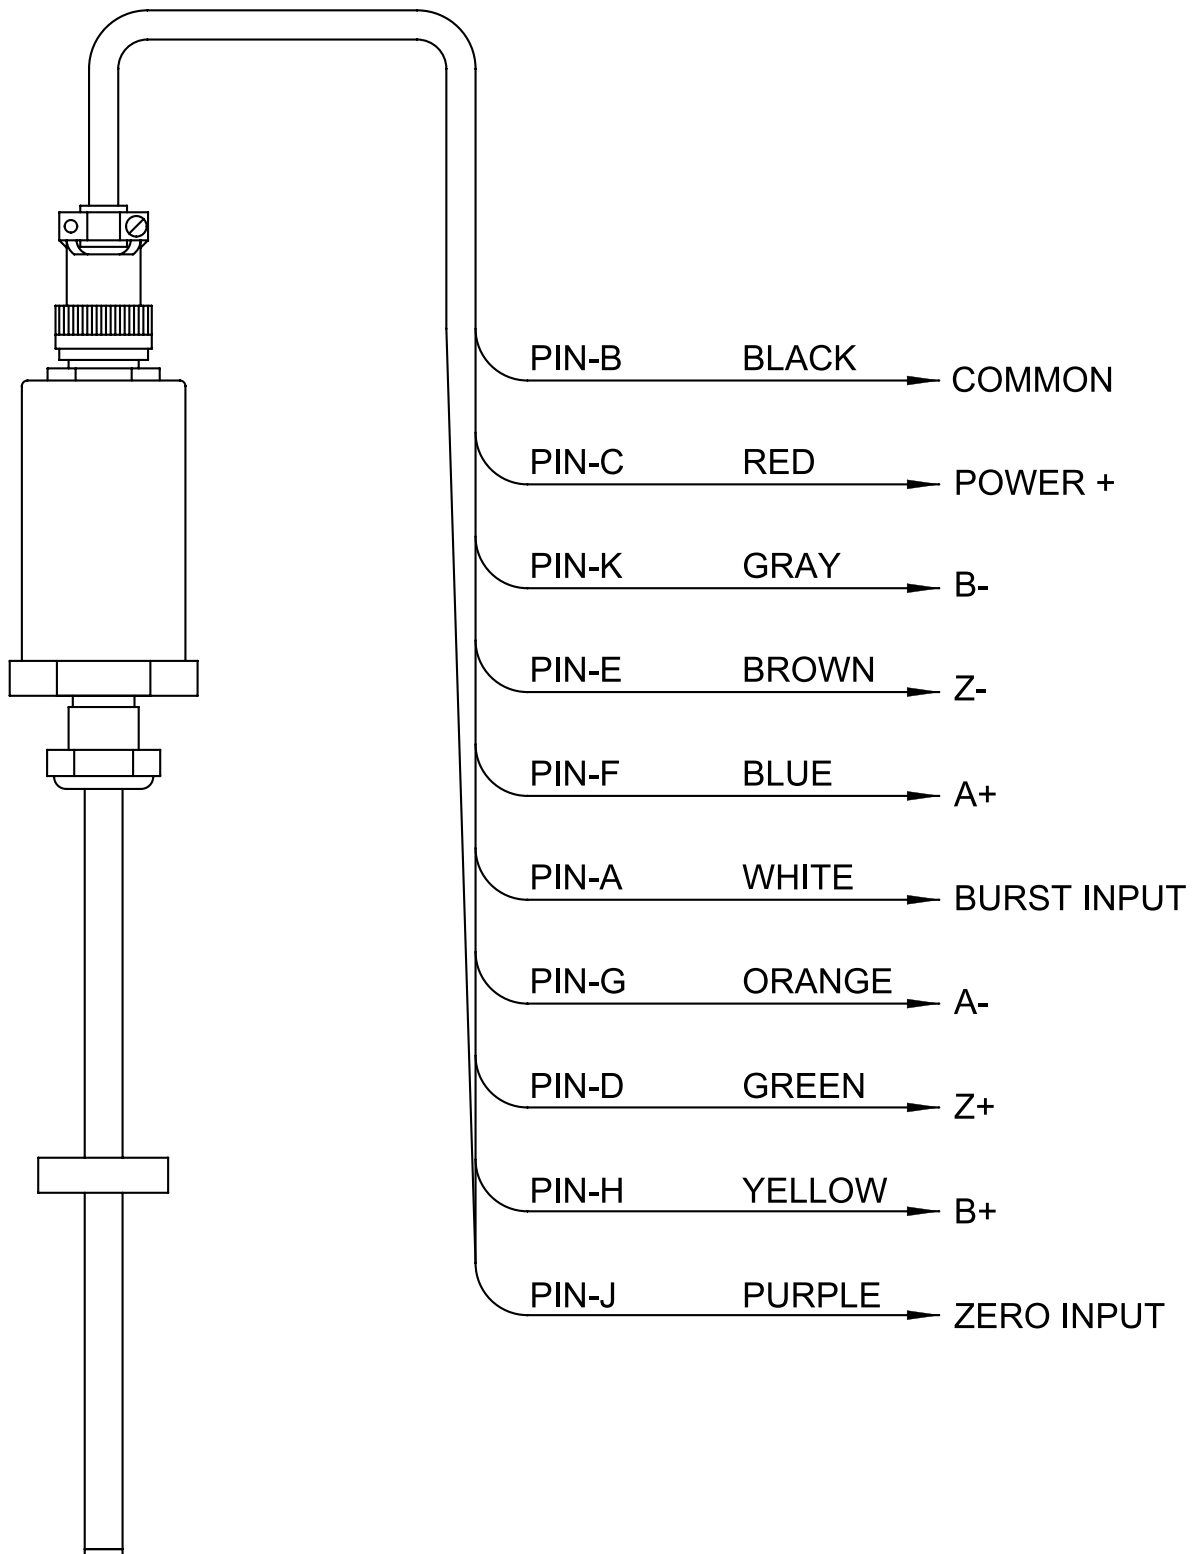 PIN-B BLACK COMMON
PIN-C RED POWER +
PIN-K GRAY B-
PIN-E BROWN Z-
PIN-F BLUE A+
PIN-A WHITE BURST INPUT
PIN-G ORANGE A-
PIN-D GREEN Z+
PIN-H YELLOW B+
PIN-J PURPLE ZERO INPUT